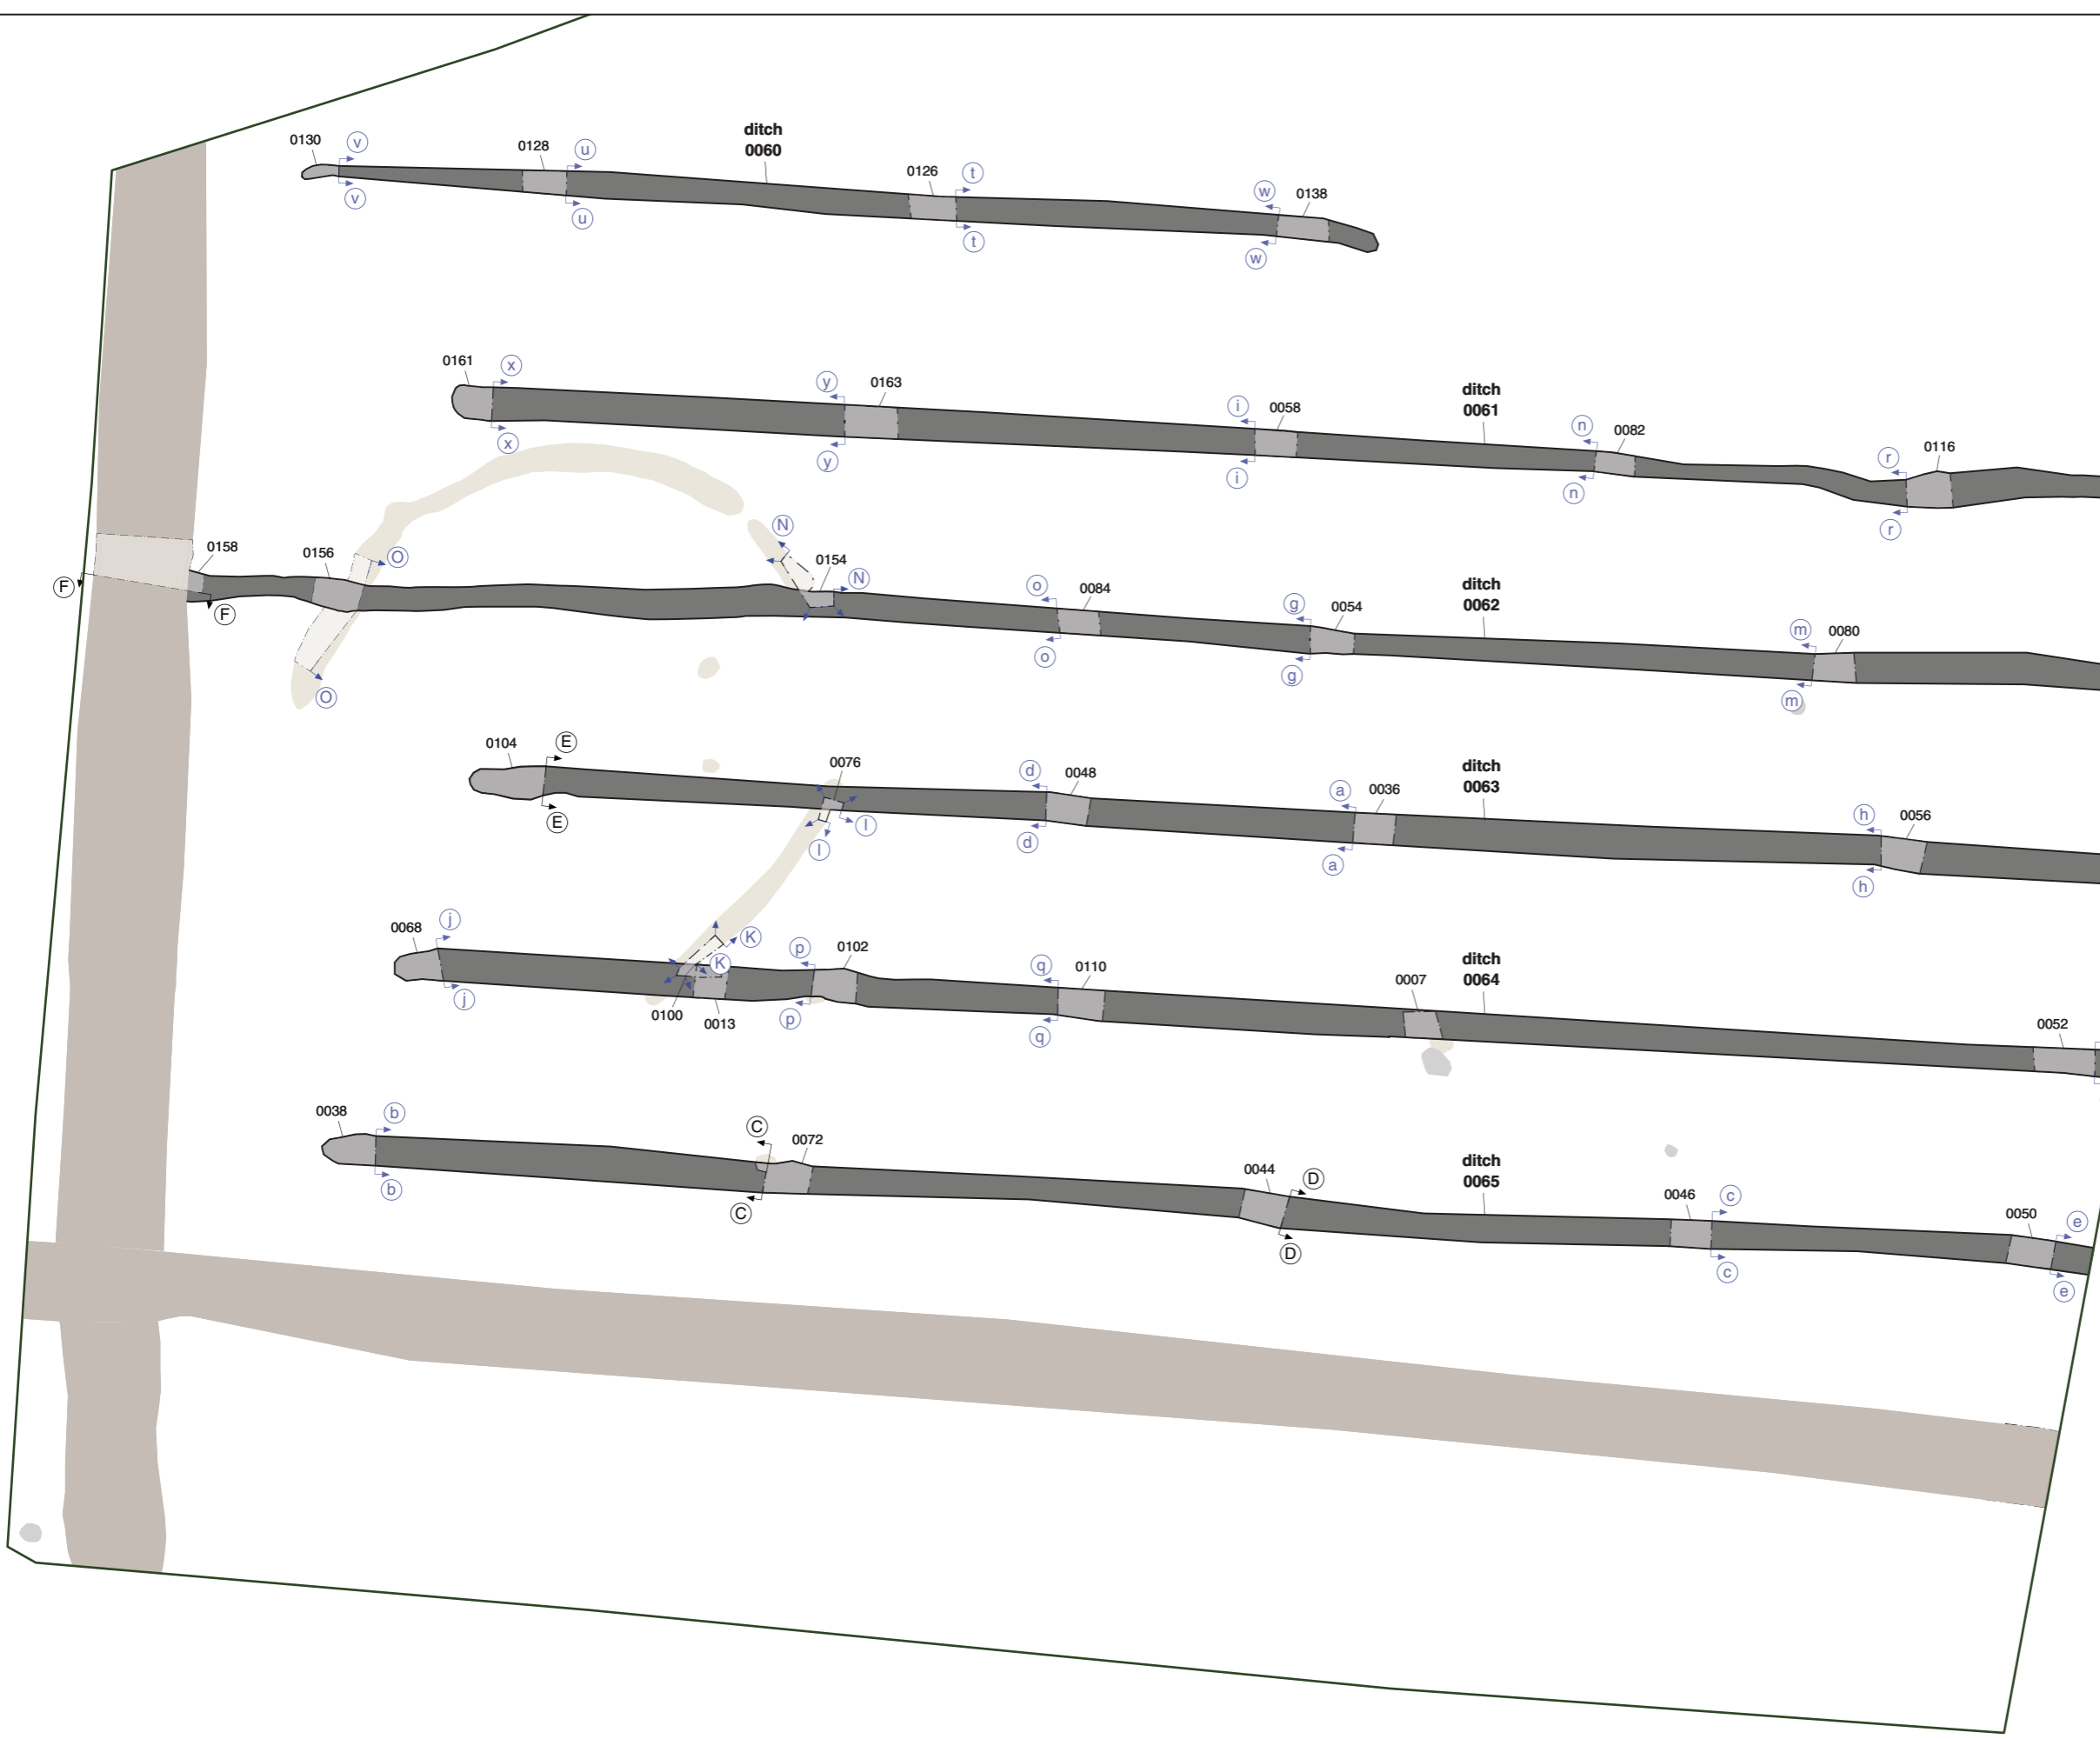 ditch
0060
0130
v
0128
u
0126
t
w
0138
v
u
t
w
0161
x
y
0163
i
0058
ditch
0061
n
0082
r
0116
x
y
i
n
r
N
0158
0156
O
0154
N
F
F
O
o
0084
g
0054
ditch
0062
m
0080
o
g
m
0104
E
0076
d
0048
a
0036
ditch
0063
h
0056
E
l
l
d
a
h
0068
j
K
K
p
0102
q
0110
0007
ditch
0064
0052
j
0100
0013
p
q
0038
b
C
0072
0044
D
ditch
0065
0046
c
0050
e
b
C
D
c
e